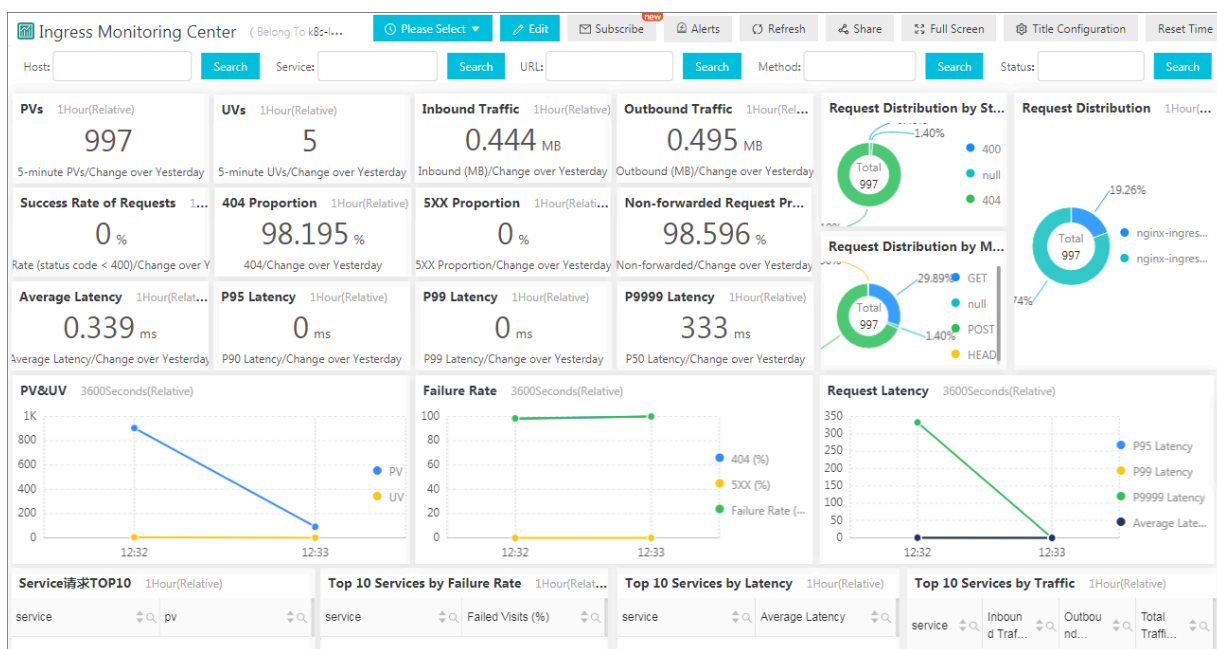 Ingress Monitoring Center ( Belong To k8s-l...
Please Select
Edit
Subscribe
new
Alerts
Refresh
Share
Full Screen
Title Configuration
Reset Time
Host:
Search
Service:
Search
URL:
Search
Method:
Search
Status:
Search
PVs 1Hour(Relative)
997
5-minute PVs/Change over Yesterday
UVs 1Hour(Relative)
5
5-minute UVs/Change over Yesterday
Inbound Traffic 1Hour(Relative)
0.444 MB
Inbound (MB)/Change over Yesterday
Outbound Traffic 1Hour(Rel...
0.495 MB
Outbound (MB)/Change over Yesterday
Request Distribution by St...
1.40%
Total
997
400
null
404
Request Distribution 1Hour(...
19.26%
Total
997
74%
nginx-ingres...
nginx-ingres...
Success Rate of Requests 1...
0 %
Rate (status code < 400)/Change over Y
404 Proportion 1Hour(Relative)
98.195 %
404/Change over Yesterday
5XX Proportion 1Hour(Relati...
0 %
5XX Proportion/Change over Yesterday
Non-forwarded Request Pr...
98.596 %
Non-forwarded/Change over Yesterday
Request Distribution by M...
29.89%
Total
997
1.40%
GET
null
POST
HEAD
Average Latency 1Hour(Relat...
0.339 ms
Average Latency/Change over Yesterday
P95 Latency 1Hour(Relative)
0 ms
P90 Latency/Change over Yesterday
P99 Latency 1Hour(Relative)
0 ms
P99 Latency/Change over Yesterday
P9999 Latency 1Hour(Relative)
333 ms
P50 Latency/Change over Yesterday
PV&UV 3600Seconds(Relative)
1K
800
600
400
200
0
12:32
12:33
PV
UV
Failure Rate 3600Seconds(Relative)
100
80
60
40
20
0
12:32
12:33
404 (%)
5XX (%)
Failure Rate (...
Request Latency 3600Seconds(Relative)
350
300
250
200
150
100
50
0
12:32
12:33
P95 Latency
P99 Latency
P9999 Latency
Average Late...
Service请求TOP10 1Hour(Relative)
service
pv
Top 10 Services by Failure Rate 1Hour(Relat...
service
Failed Visits (%)
Top 10 Services by Latency 1Hour(Relative)
service
Average Latency
Top 10 Services by Traffic 1Hour(Relative)
service
Inboun
d Traf...
Outbou
nd...
Total
Traffi...